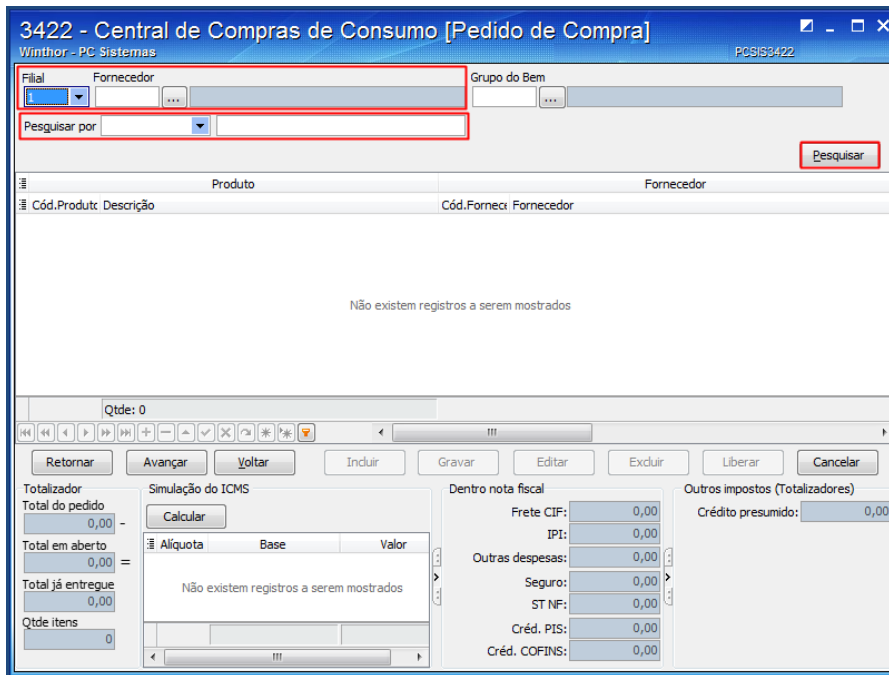 3422 - Central de Compras de Consumo [Pedido de Compra]
Winthor - PC Sistemas PCSIS3422
Filial Fornecedor Grupo do Bem
1 ... ...
Pesquisar por
Pesquisar
Produto Fornecedor
Cód.Produtc Descrição Cód.Fornece Fornecedor
Não existem registros a serem mostrados
Qtde: 0
Retornar Avançar Voltar Incluir Gravar Editar Excluir Liberar Cancelar
Totalizador Simulação do ICMS Dentro nota fiscal Outros impostos (Totalizadores)
Total do pedido Calcular Frete CIF: 0,00 Crédito presumido: 0,00
0,00 -
IPI: 0,00
Total em aberto Alíquota Base Valor Outras despesas: 0,00
0,00 =
Total já entregue Não existem registros a serem mostrados Seguro: 0,00
0,00 ST NF: 0,00
Qtde itens Créd. PIS: 0,00
0 Créd. COFINS: 0,00